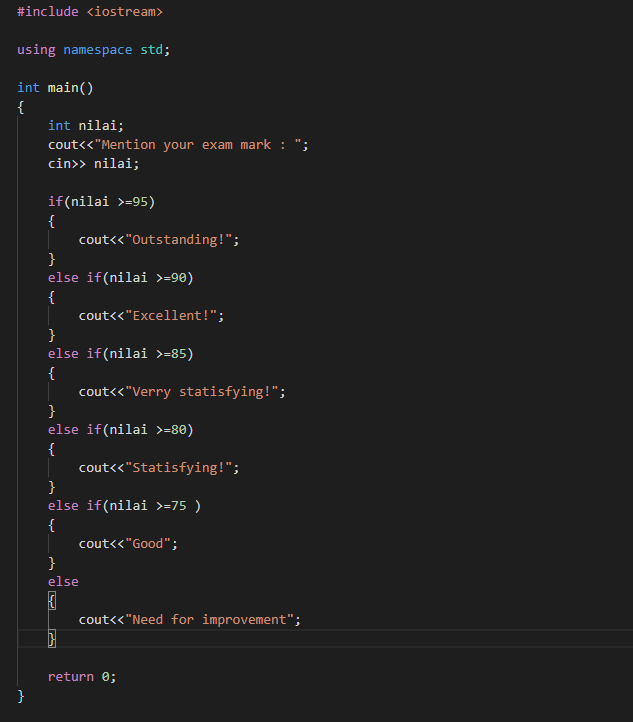 #include <iostream>
using namespace std;
int main()
{
int nilai;
cout<<"Mention your exam mark : ";
cin>> nilai;
if(nilai >=95)
{
cout<<"Outstanding!";
}
else if(nilai >=90)
{
cout<<"Excellent!";
}
else if(nilai >=85)
{
cout<<"Verry statisfying!";
}
else if(nilai >=80)
{
cout<<"Statisfying!";
}
else if(nilai >=75 )
{
cout<<"Good";
}
else
{
cout<<"Need for improvement";
}
return 0;
}